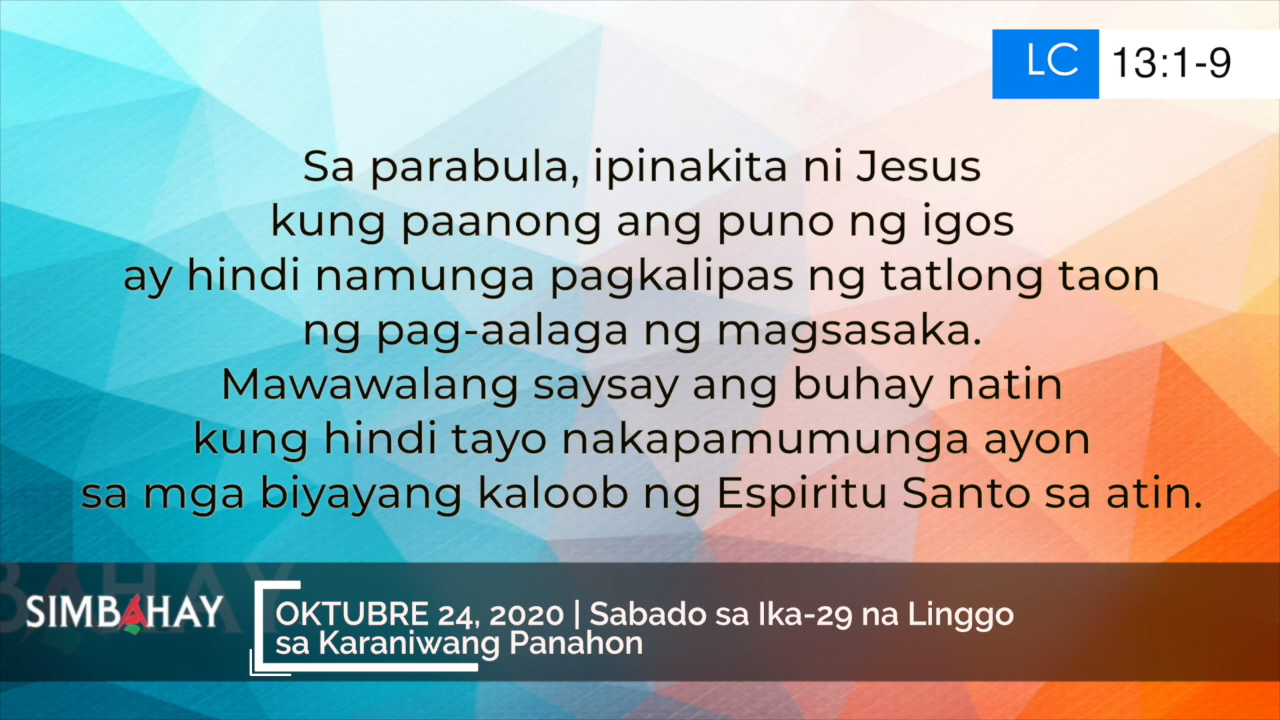 LC 13:1-9
Sa parabula, ipinakita ni Jesus
kung paanong ang puno ng igos
ay hindi namunga pagkalipas ng tatlong taon
ng pag-aalaga ng magsasaka.
Mawawalang saysay ang buhay natin
kung hindi tayo nakapamumunga ayon
sa mga biyayang kaloob ng Espiritu Santo sa atin.
SIMBAHAY
OKTUBRE 24, 2020 | Sabado sa Ika-29 na Linggo
sa Karaniwang Panahon